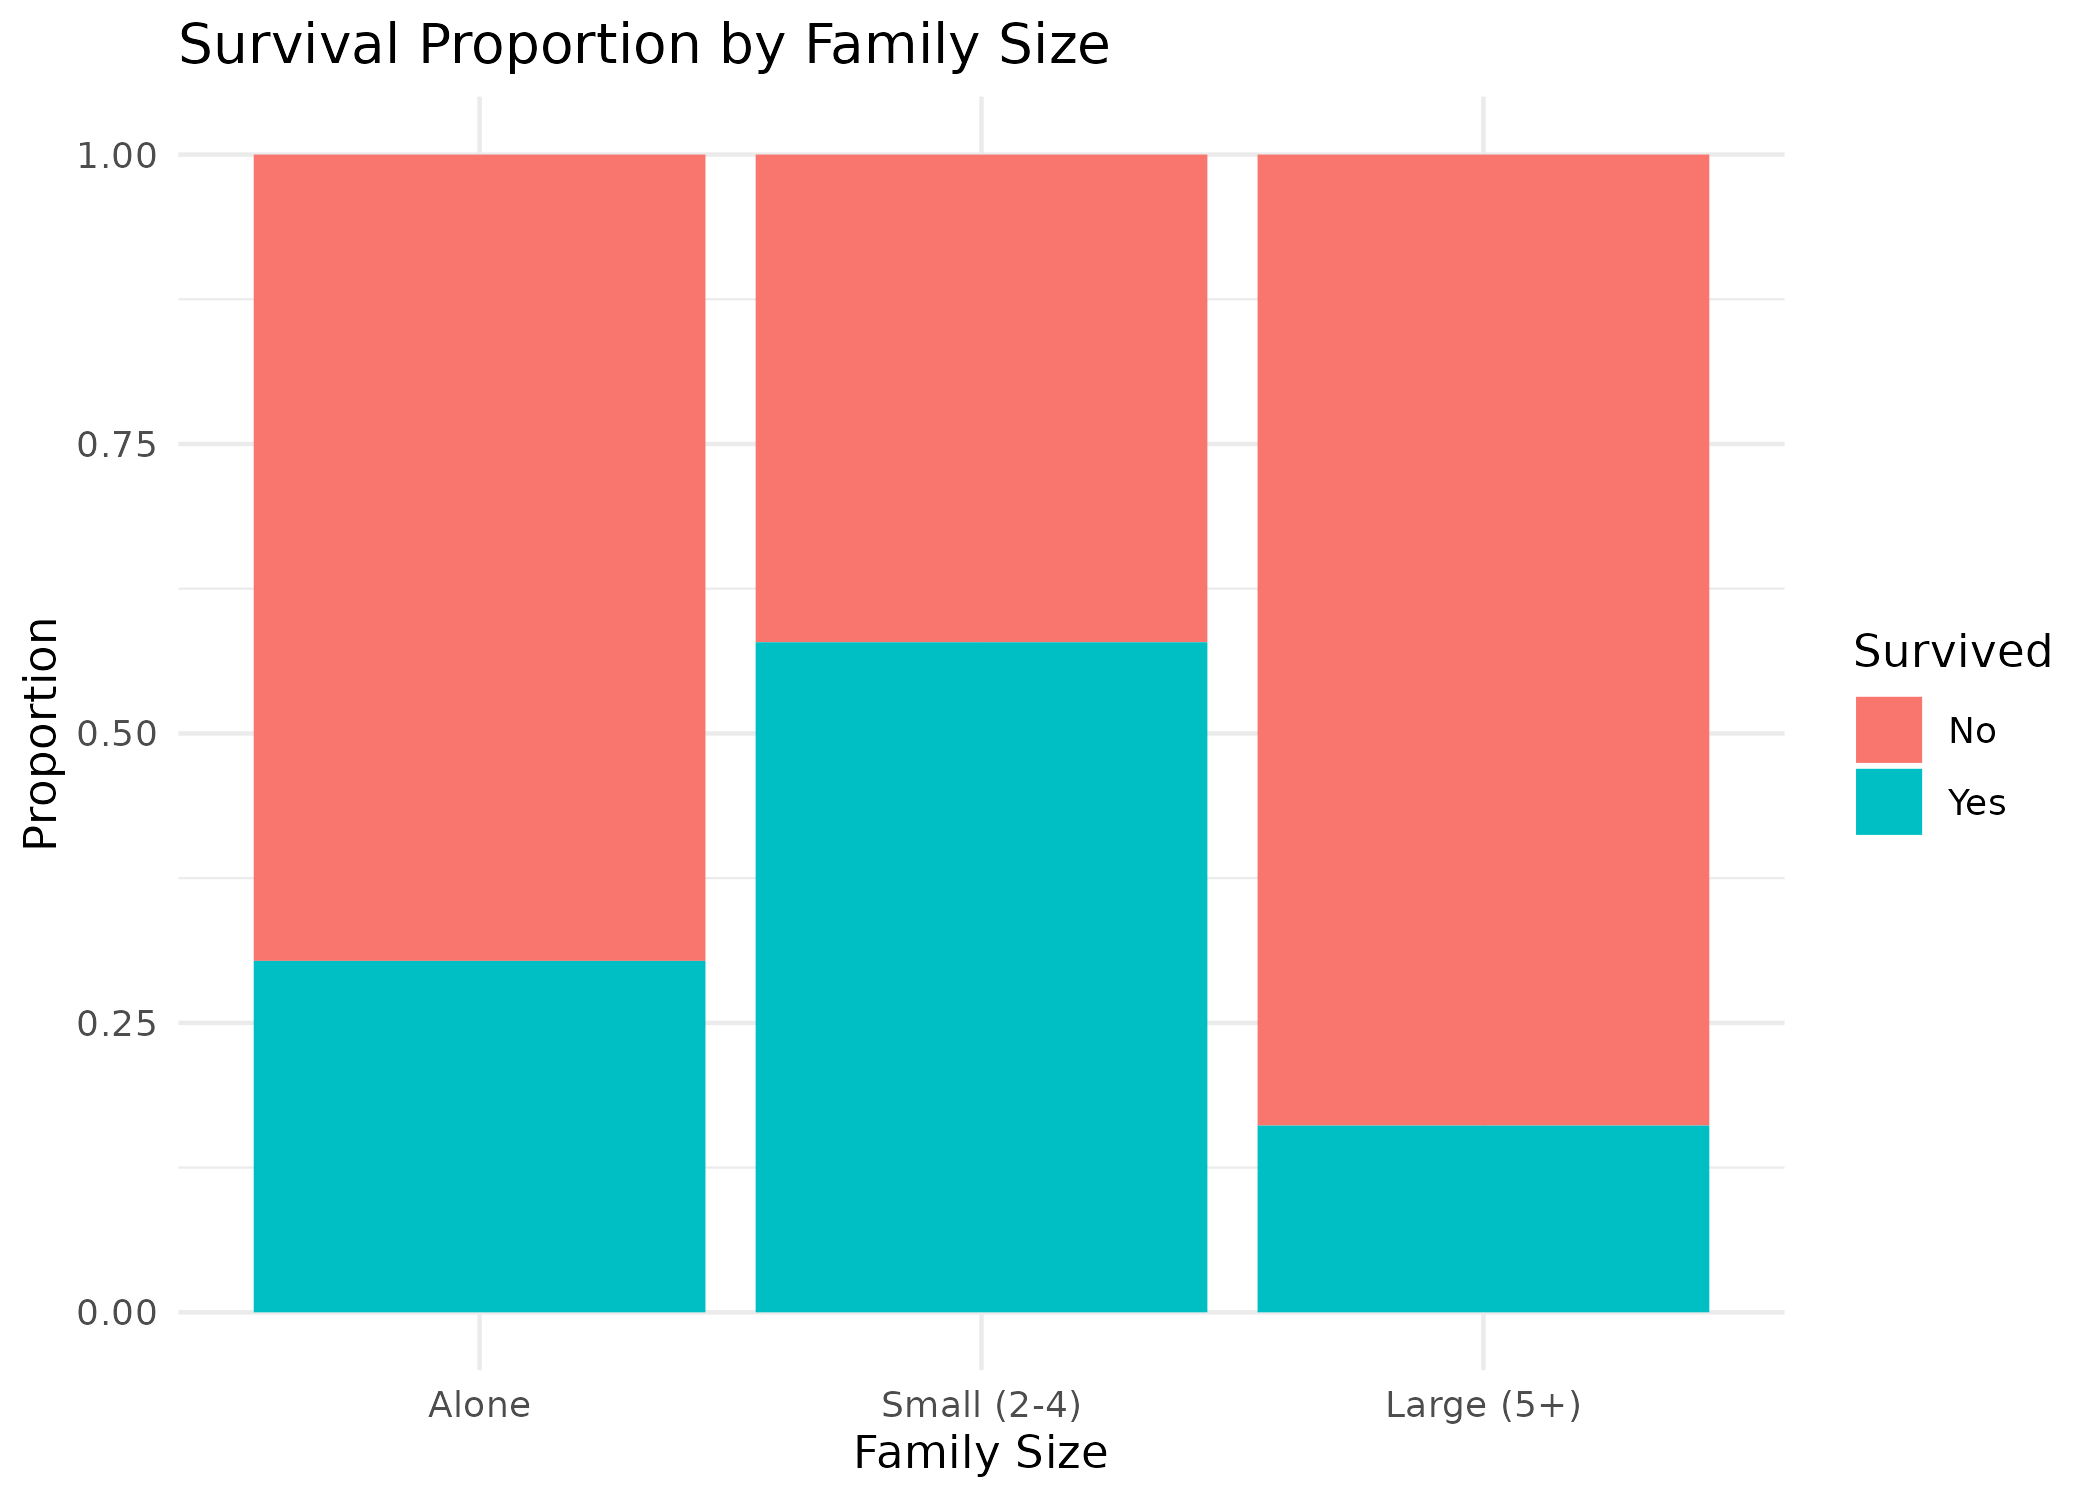 Survival Proportion by Family Size
Proportion
1.00
0.75
0.50
0.25
0.00
Alone
Small (2-4)
Large (5+)
Family Size
Survived
No
Yes